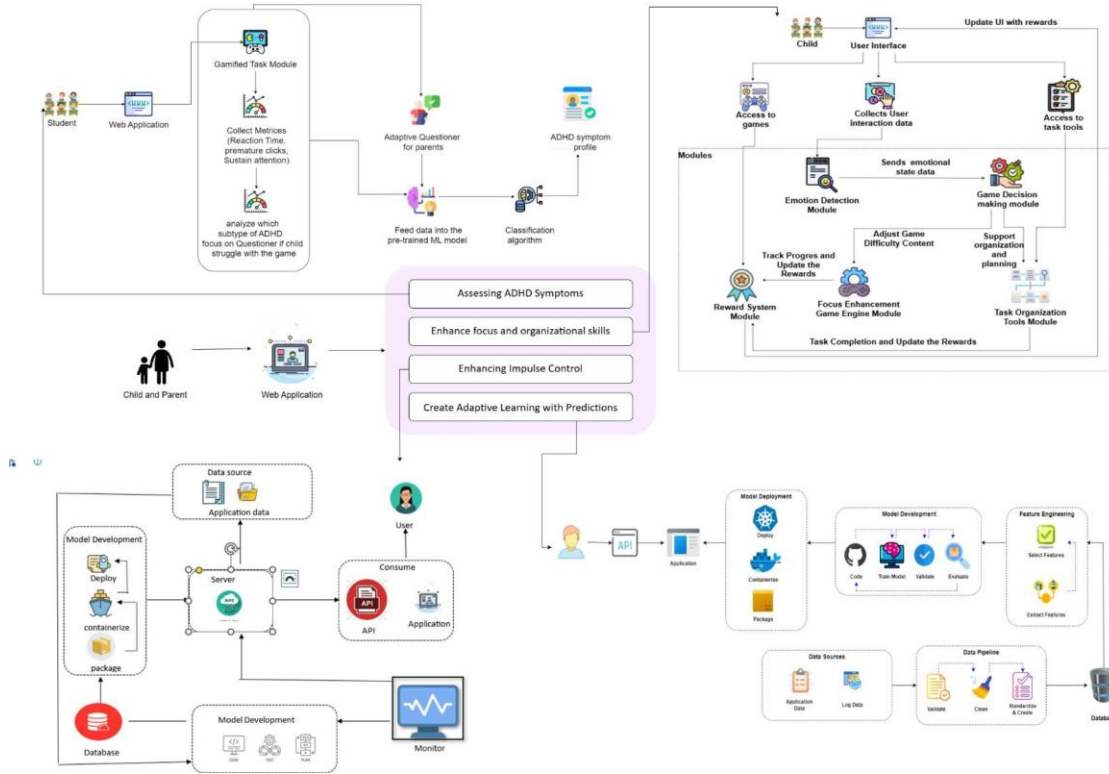 Student
Web Application
Gamified Task Module
Collect Metrices
(Reaction Time,
premature clicks,
Sustain attention)
analyze which
subtype of ADHD
focus on Questioner if child
struggle with the game
Adaptive Questioner
for parents
Feed data into the
pre-trained ML model
Classification
algorithm
ADHD symptom
profile
Child
User Interface
Update UI with rewards
Access to
games
Collects User
interaction data
Access to
task tools
Modules
Emotion Detection
Module
Sends emotional
state data
Game Decision
making module
Adjust Game
Difficulty Content
Support
organization
and
planning
Track Progres and
Update the
Rewards
Reward System
Module
Focus Enhancement
Game Engine Module
Task Organization
Tools Module
Task Completion and Update the Rewards
Assessing ADHD Symptoms
Enhance focus and organizational skills
Enhancing Impulse Control
Create Adaptive Learning with Predictions
Child and Parent
Web Application
Data source
Application data
Model Development
Deploy
containerize
package
Server
API
User
Consume
API
API
Application
Database
Model Development
CODE
TEST
PLAN
Monitor
API
Application
Model Deployment
Deploy
Containerise
Package
Model Development
Code
Train Model
Validate
Evaluate
Feature Engineering
Select Features
Extract Features
Data Sources
Application
Data
Log Data
Data Pipeline
Validate
Clean
Standardize
& Create